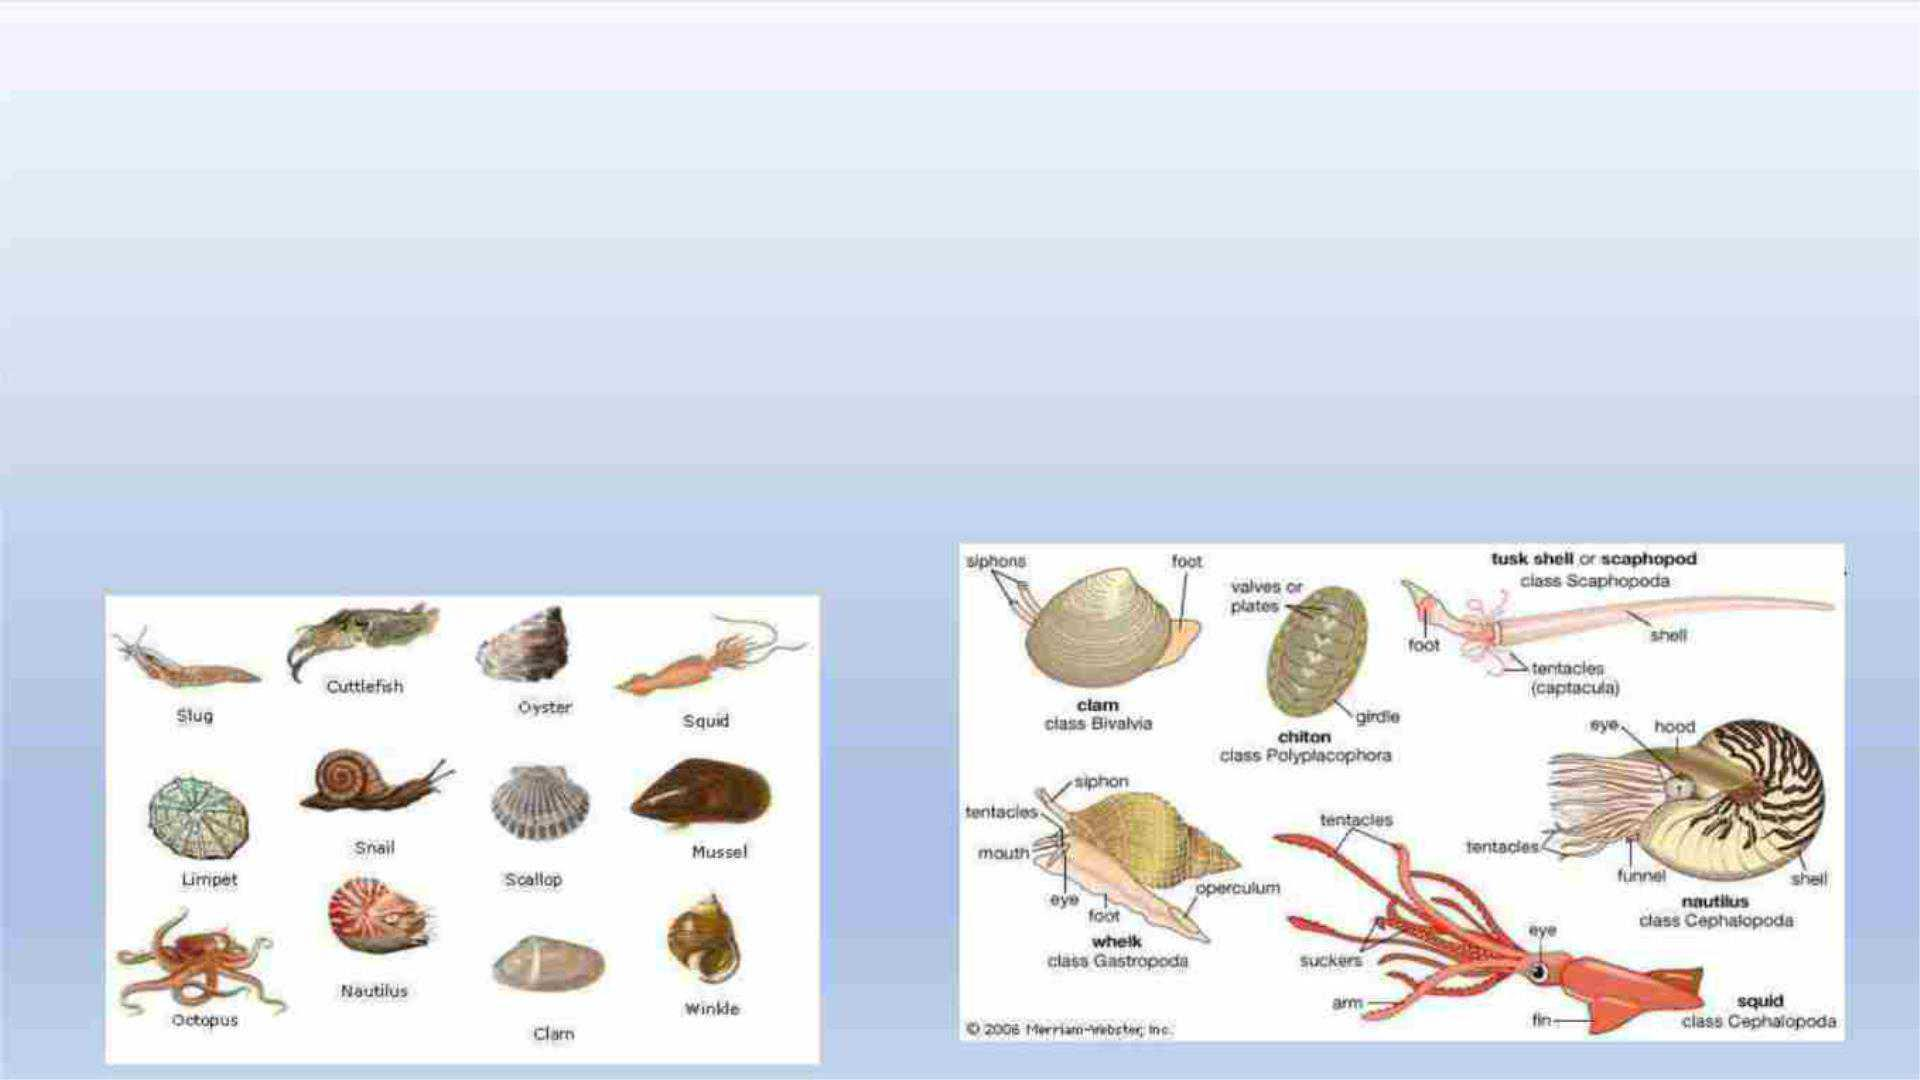 Slug
Cuttlefish
Oyster
Squid
Limpet
Snail
Scallop
Mussel
Octopus
Nautilus
Clam
Winkle
siphons
foot
clam
class Bivalvia
valves or
plates
girdle
chiton
class Polyplacophora
tusk shell or scaphopod
class Scaphopoda
foot
shell
tentacles
(captacula)
siphon
tentacles
mouth
eye
foot
operculum
whelk
class Gastropoda
eye
hood
tentacles
funnel
shell
nautilus
class Cephalopoda
tentacles
suckers
arm
eye
fin
squid
class Cephalopoda
© 2006 Merriam-Webster, Inc.